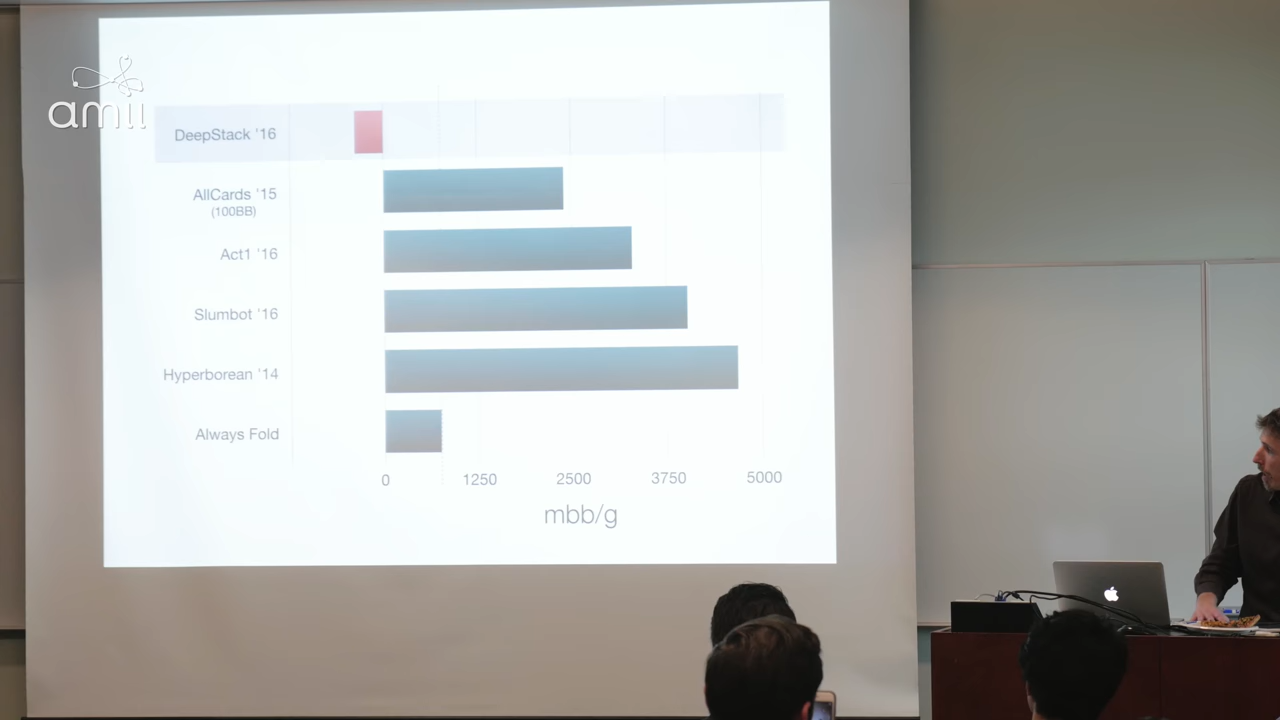 amii
DeepStack '16
AllCards '15
(100BB)
Act1 '16
Slumbot '16
Hyperborean '14
Always Fold
0 1250 2500 3750 5000
mbb/g